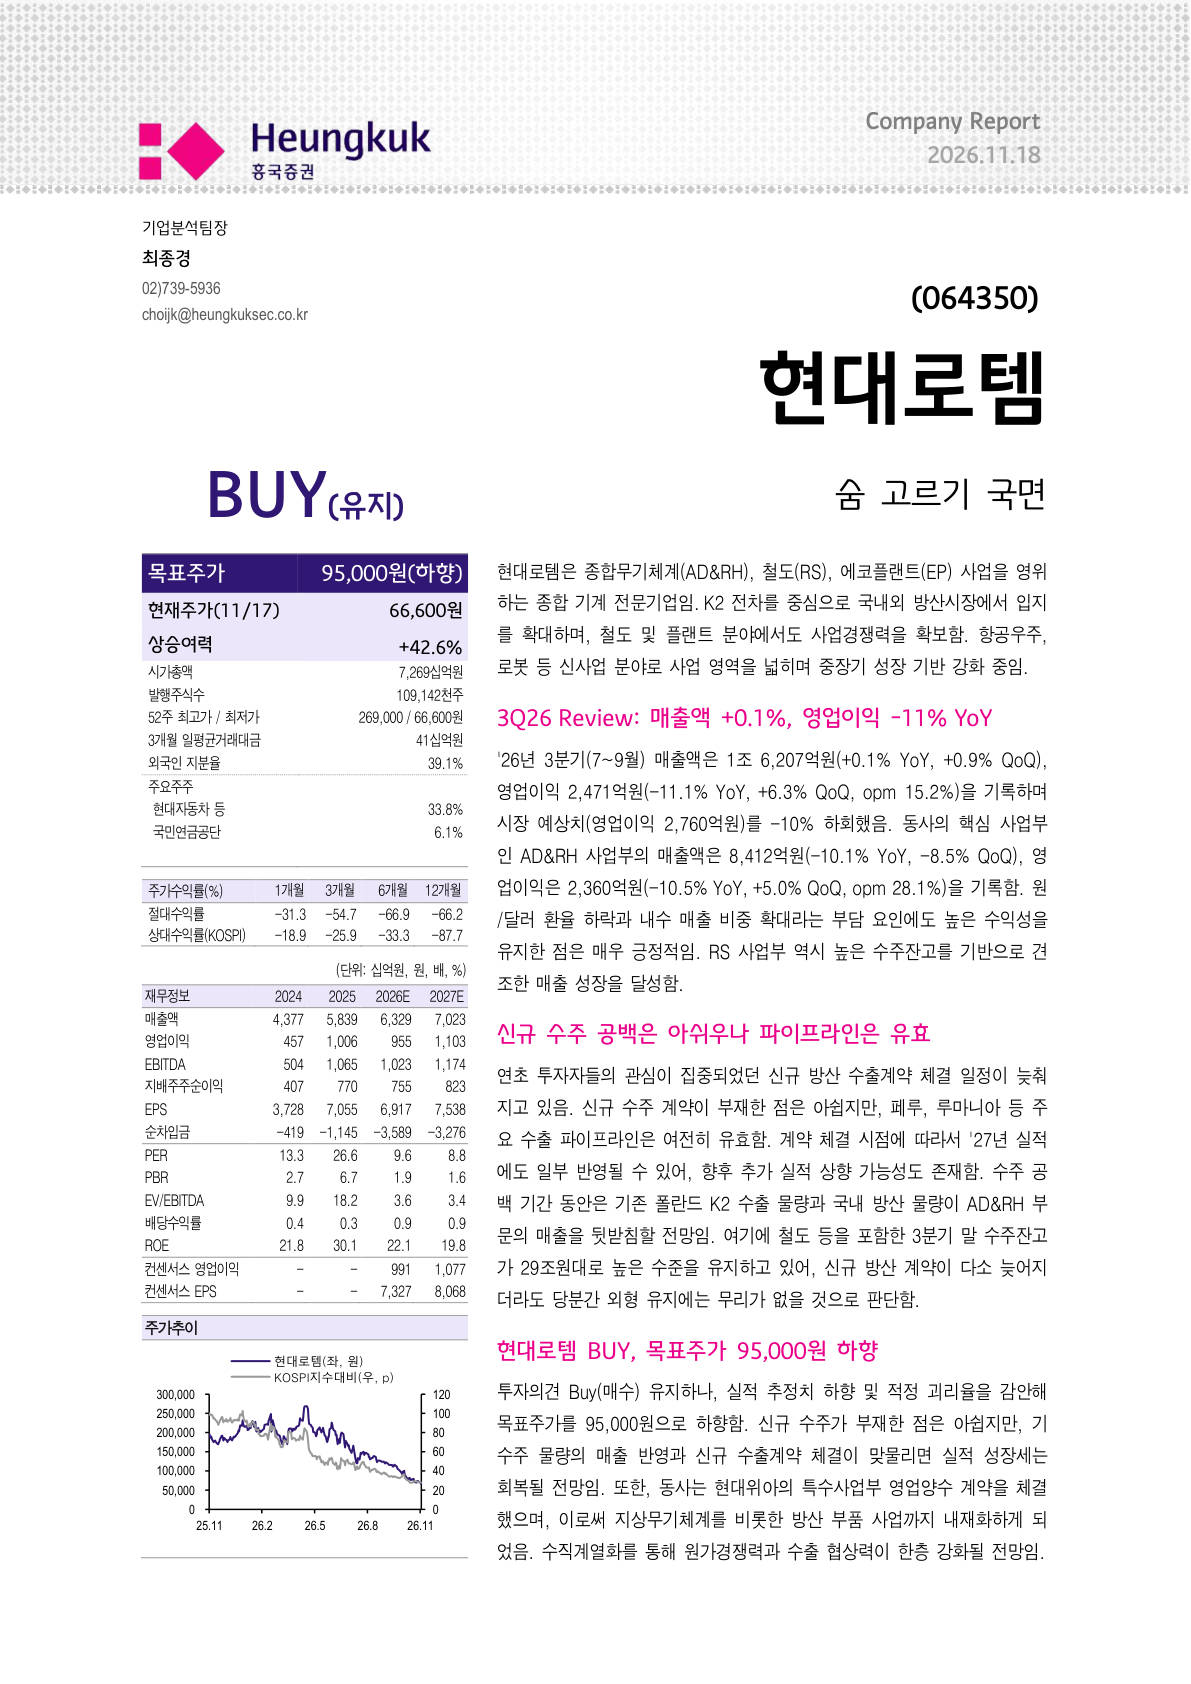 Heungkuk
흥국증권
Company Report
2026.11.18
기업분석팀장
최종경
02)739-5936
choijk@heungkuksec.co.kr
(064350)
현대로템
BUY(유지)
숨 고르기 국면
목표주가 95,000원(하향)
현재주가(11/17) 66,600원
상승여력 +42.6%
시가총액 7,269십억원
발행주식수 109,142천주
52주 최고가 / 최저가 269,000 / 66,600원
3개월 일평균거래대금 41십억원
외국인 지분율 39.1%
주요주주
현대자동차 등 33.8%
국민연금공단 6.1%
주가수익률(%) 1개월 3개월 6개월 12개월
절대수익률 -31.3 -54.7 -66.9 -66.2
상대수익률(KOSPI) -18.9 -25.9 -33.3 -87.7
(단위: 십억원, 원, 배, %)
재무정보 2024 2025 2026E 2027E
매출액 4,377 5,839 6,329 7,023
영업이익 457 1,006 955 1,103
EBITDA 504 1,065 1,023 1,174
지배주주순이익 407 770 755 823
EPS 3,728 7,055 6,917 7,538
순차입금 -419 -1,145 -3,589 -3,276
PER 13.3 26.6 9.6 8.8
PBR 2.7 6.7 1.9 1.6
EV/EBITDA 9.9 18.2 3.6 3.4
배당수익률 0.4 0.3 0.9 0.9
ROE 21.8 30.1 22.1 19.8
컨센서스 영업이익 - - 991 1,077
컨센서스 EPS - - 7,327 8,068
주가추이
현대로템(좌, 원)
KOSPI지수대비(우, p)
300,000 120
250,000 100
200,000 80
150,000 60
100,000 40
50,000 20
0 0
25.11 26.2 26.5 26.8 26.11
현대로템은 종합무기체계(AD&RH), 철도(RS), 에코플랜트(EP) 사업을 영위
하는 종합 기계 전문기업임. K2 전차를 중심으로 국내외 방산시장에서 입지
를 확대하며, 철도 및 플랜트 분야에서도 사업경쟁력을 확보함. 항공우주,
로봇 등 신사업 분야로 사업 영역을 넓히며 중장기 성장 기반 강화 중임.
3Q26 Review: 매출액 +0.1%, 영업이익 -11% YoY
'26년 3분기(7~9월) 매출액은 1조 6,207억원(+0.1% YoY, +0.9% QoQ),
영업이익 2,471억원(-11.1% YoY, +6.3% QoQ, opm 15.2%)을 기록하며
시장 예상치(영업이익 2,760억원)를 -10% 하회했음. 동사의 핵심 사업부
인 AD&RH 사업부의 매출액은 8,412억원(-10.1% YoY, -8.5% QoQ), 영
업이익은 2,360억원(-10.5% YoY, +5.0% QoQ, opm 28.1%)을 기록함. 원
/달러 환율 하락과 내수 매출 비중 확대라는 부담 요인에도 높은 수익성을
유지한 점은 매우 긍정적임. RS 사업부 역시 높은 수주잔고를 기반으로 견
조한 매출 성장을 달성함.
신규 수주 공백은 아쉬우나 파이프라인은 유효
연초 투자자들의 관심이 집중되었던 신규 방산 수출계약 체결 일정이 늦춰
지고 있음. 신규 수주 계약이 부재한 점은 아쉽지만, 페루, 루마니아 등 주
요 수출 파이프라인은 여전히 유효함. 계약 체결 시점에 따라서 '27년 실적
에도 일부 반영될 수 있어, 향후 추가 실적 상향 가능성도 존재함. 수주 공
백 기간 동안은 기존 폴란드 K2 수출 물량과 국내 방산 물량이 AD&RH 부
문의 매출을 뒷받침할 전망임. 여기에 철도 등을 포함한 3분기 말 수주잔고
가 29조원대로 높은 수준을 유지하고 있어, 신규 방산 계약이 다소 늦어지
더라도 당분간 외형 유지에는 무리가 없을 것으로 판단함.
현대로템 BUY, 목표주가 95,000원 하향
투자의견 Buy(매수) 유지하나, 실적 추정치 하향 및 적정 괴리율을 감안해
목표주가를 95,000원으로 하향함. 신규 수주가 부재한 점은 아쉽지만, 기
수주 물량의 매출 반영과 신규 수출계약 체결이 맞물리면 실적 성장세는
회복될 전망임. 또한, 동사는 현대위아의 특수사업부 영업양수 계약을 체결
했으며, 이로써 지상무기체계를 비롯한 방산 부품 사업까지 내재화하게 되
었음. 수직계열화를 통해 원가경쟁력과 수출 협상력이 한층 강화될 전망임.